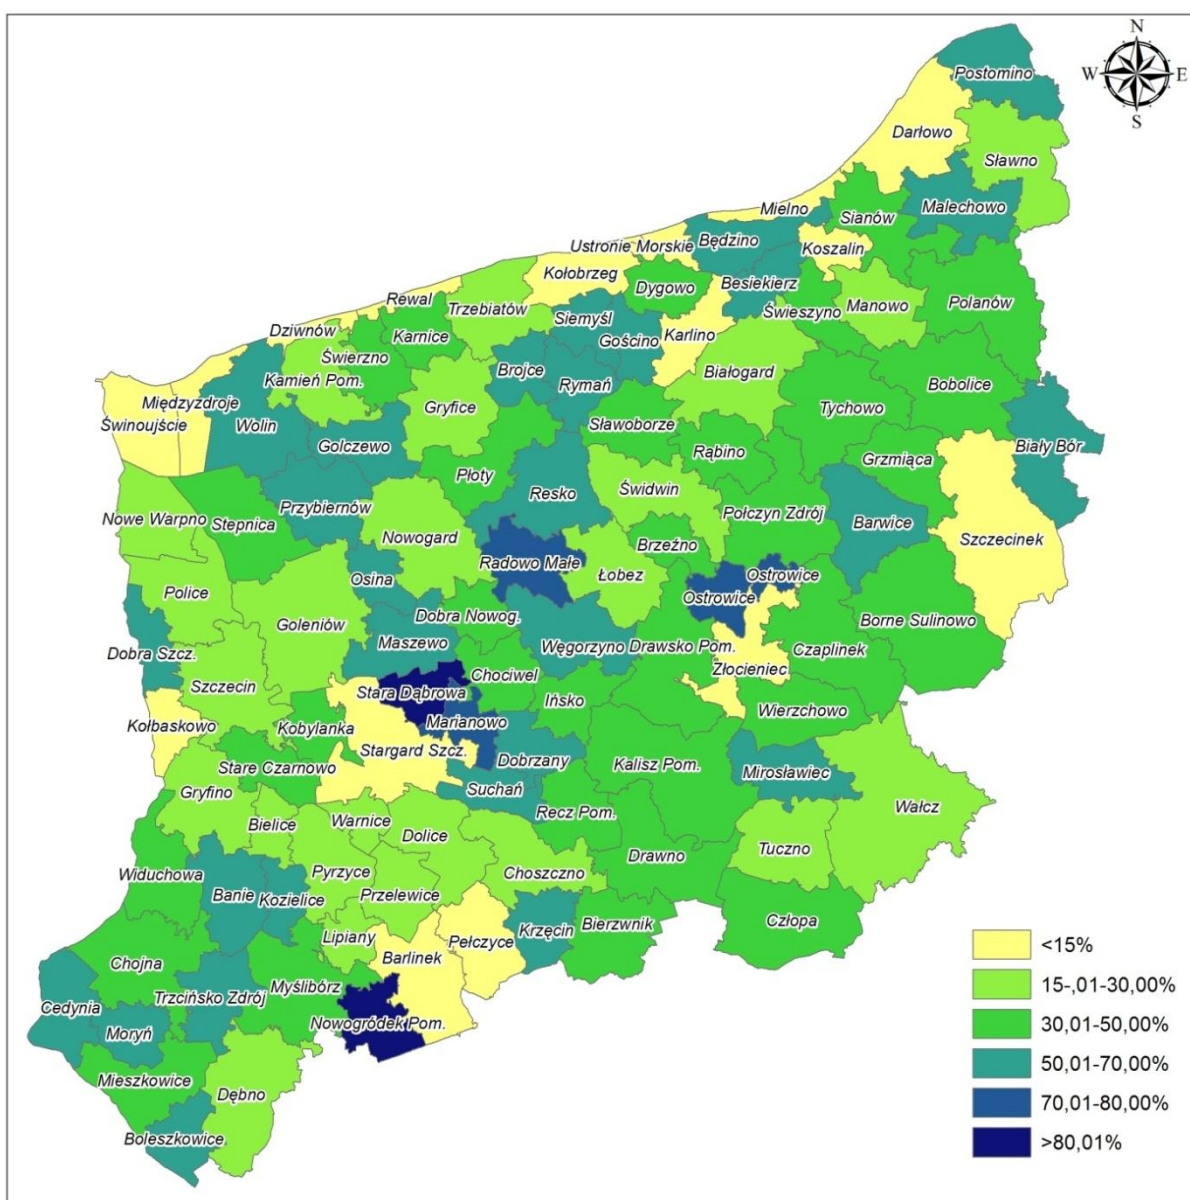 N
W E
S
Postomino
Darłowo
Sławno
Mielno
Sianów
Malechowo
Ustronie Morskie
Będzino
Koszalin
Kołobrzeg
Dygowo
Besiekierz
Rewal
Trzebiatów
Siemyśl
Świeszyno
Manowo
Polanów
Dziwnów
Karnice
Gościno
Karlino
Świerzno
Kamień Pom.
Brojce
Rymań
Białogard
Bobolice
Międzyzdroje
Świnoujście
Wolin
Golczewo
Gryfice
Sławoborze
Tychowo
Rąbino
Grzmiąca
Biały Bór
Płoty
Resko
Świdwin
Połczyn Zdrój
Barwice
Szczecinek
Nowe Warpno
Stepnica
Przybiernów
Nowogard
Brzeźno
Radowo Małe
Łobez
Ostrowice
Ostrowice
Osina
Police
Goleniów
Dobra Nowog.
Borne Sulinowo
Dobra Szcz.
Maszewo
Węgorzyno
Drawsko Pom.
Czaplinek
Szczecin
Stara Dąbrowa
Chociwel
Złocieniec
Ińsko
Wierzchowo
Kołbaskowo
Kobylanka
Marianowo
Stargard Szcz.
Dobrzany
Kalisz Pom.
Mirosławiec
Stare Czarnowo
Gryfino
Suchań
Recz Pom.
Wałcz
Bielice
Warnice
Dolice
Tuczno
Widuchowa
Pyrzyce
Choszczno
Drawno
Banie
Kozielice
Przelewice
Człopa
Lipiany
Pełczyce
Krzęcin
Bierzwnik
Barlinek
Chojna
Myślibórz
Trzcińsko Zdrój
Cedynia
Moryń
Nowogródek Pom.
Mieszkowice
Dębno
Boleszkowice
<15%
15-,01-30,00%
30,01-50,00%
50,01-70,00%
70,01-80,00%
>80,01%